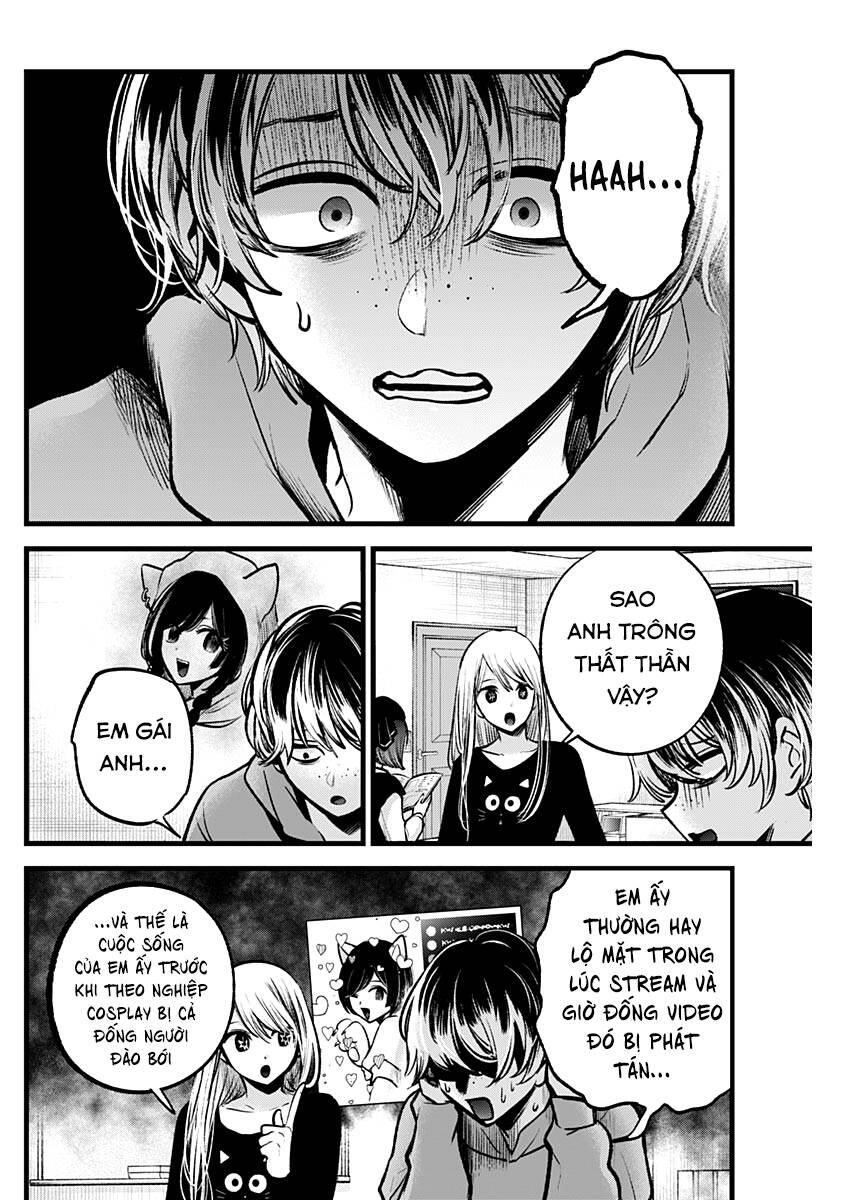 HAAH...
SAO
ANH TRÔNG
THẤT THẦN
VẬY?
EM GÁI
ANH...
EM ẤY
THƯỜNG HAY
LỘ MẶT TRONG
LÚC STREAM VÀ
GIỜ ĐỐNG VIDEO
ĐÓ BỊ PHÁT
TÁN...
...VÀ THẾ LÀ
CUỘC SỐNG
CỦA EM ẤY TRƯỚC
KHI THEO NGHIỆP
COSPLAY BỊ CẢ
ĐỐNG NGƯỜI
ĐÀO BỚI